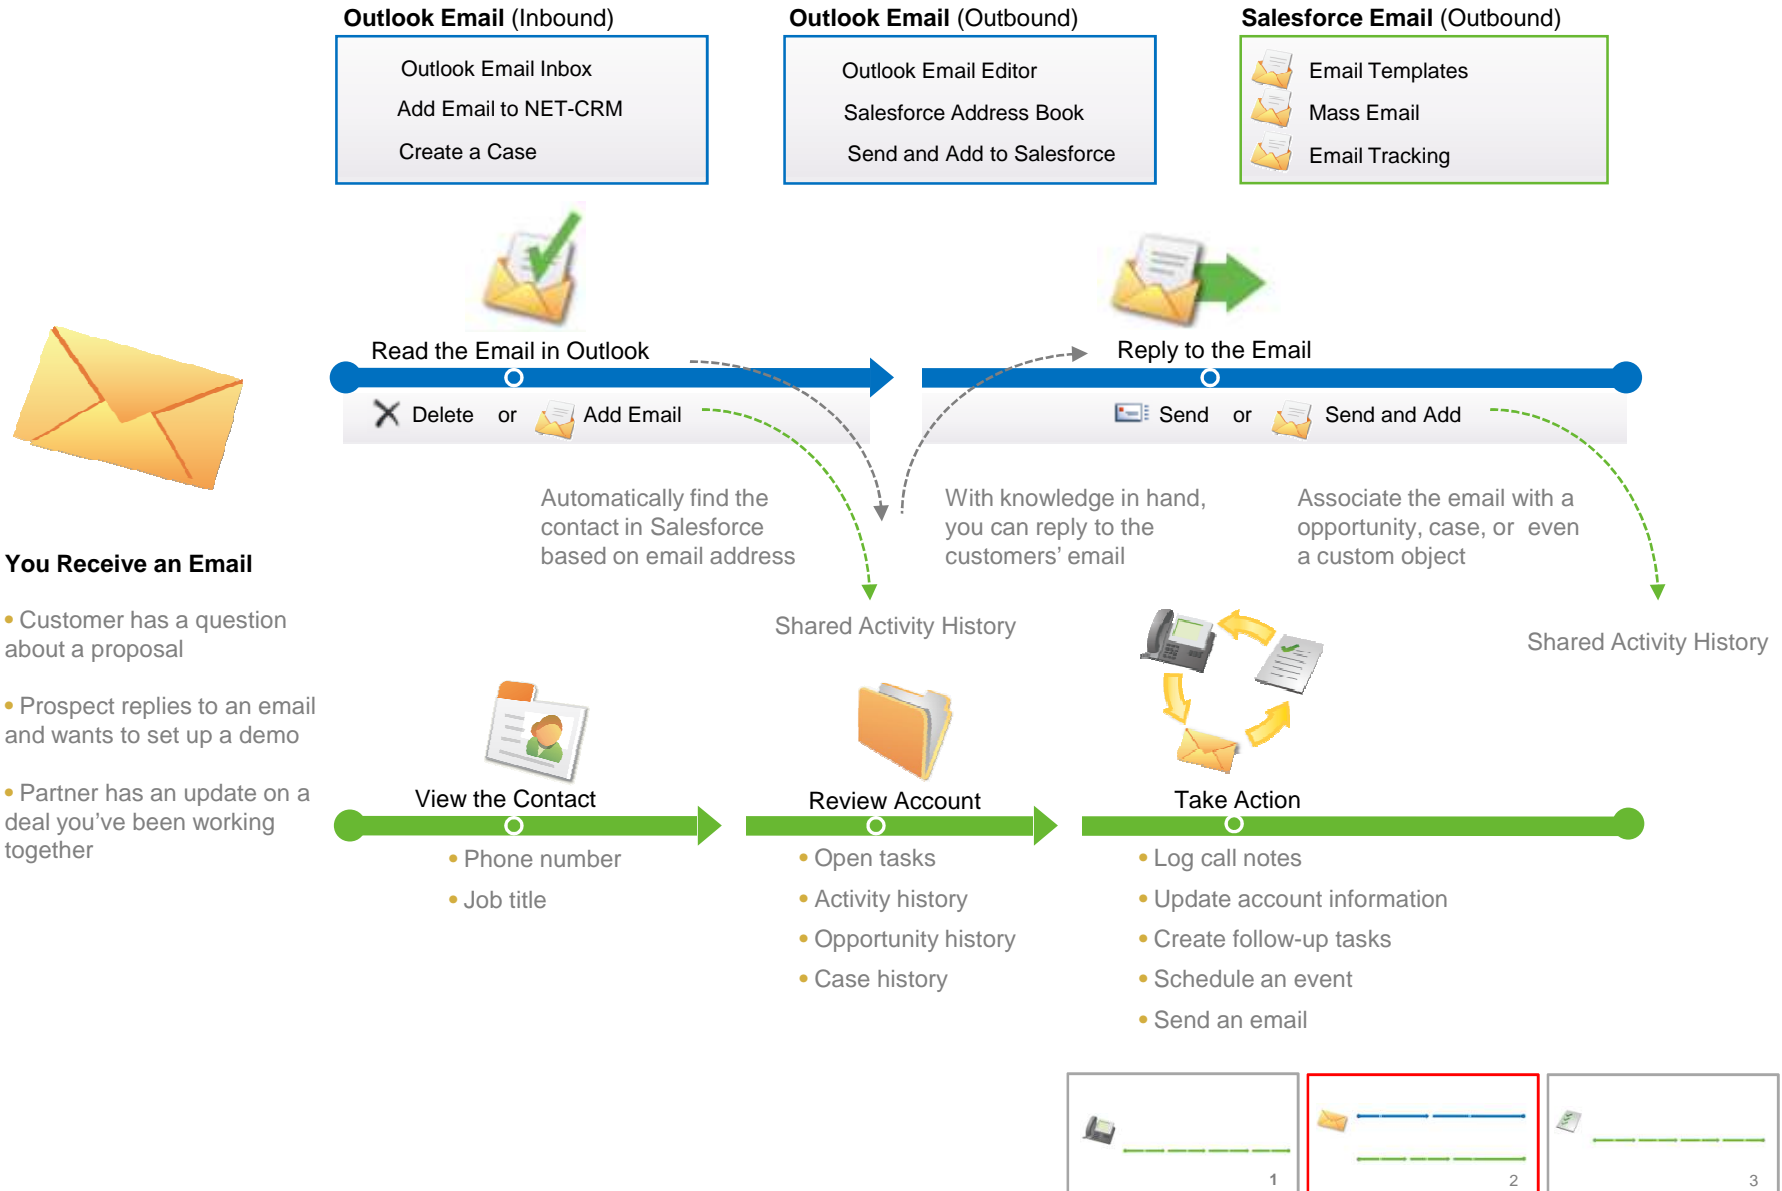 Outlook Email (Inbound)
Outlook Email Inbox
Add Email to NET-CRM
Create a Case
Outlook Email (Outbound)
Outlook Email Editor
Salesforce Address Book
Send and Add to Salesforce
Salesforce Email (Outbound)
Email Templates
Mass Email
Email Tracking
Read the Email in Outlook
Delete or Add Email
Reply to the Email
Send or Send and Add
Automatically find the
contact in Salesforce
based on email address
With knowledge in hand,
you can reply to the
customers’ email
Associate the email with a
opportunity, case, or even
a custom object
Shared Activity History
Shared Activity History
You Receive an Email
• Customer has a question
about a proposal
• Prospect replies to an email
and wants to set up a demo
• Partner has an update on a
deal you’ve been working
together
View the Contact
• Phone number
• Job title
Review Account
• Open tasks
• Activity history
• Opportunity history
• Case history
Take Action
• Log call notes
• Update account information
• Create follow-up tasks
• Schedule an event
• Send an email
1
2
3